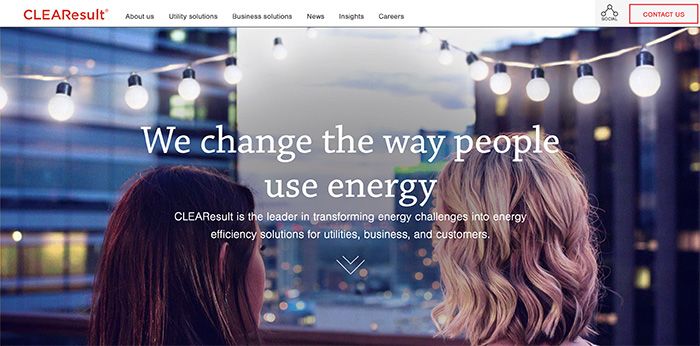 CLEAResult®
About us Utility solutions Business solutions News Insights Careers
SOCIAL
CONTACT US
We change the way people
use energy
CLEAResult is the leader in transforming energy challenges into energy
efficiency solutions for utilities, business, and customers.